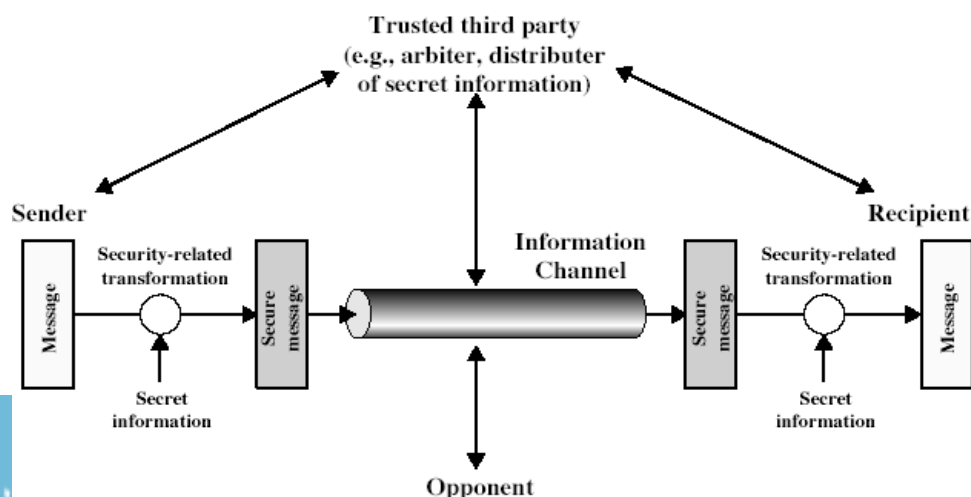 Trusted third party
(e.g., arbiter, distributer
of secret information)
Sender
Recipient
Information
Channel
Security-related
transformation
Security-related
transformation
Message
Secure
message
Secure
message
Message
Secret
information
Secret
information
Opponent